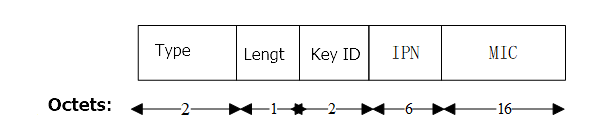 Type Lengt Key ID IPN MIC
Octets: 2 1 2 6 16